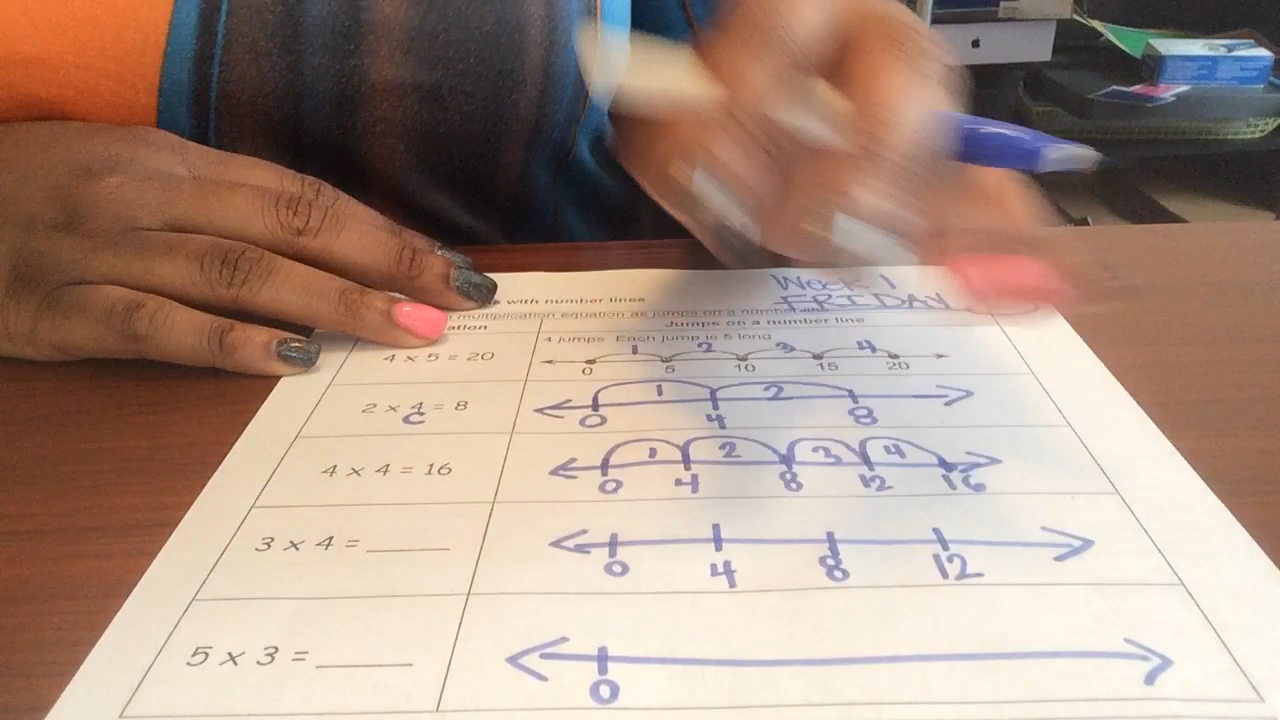 Week 1
with number lines
FRIDAY
multiplication equation as jumps on a number line
ation Jumps on a number line
4 jumps. Each jump is 5 long
1 2 3 4
4 x 5 = 20
0 5 10 15 20
1 2
2 x 4 = 8
C
0 4 8
1 2 3 4
4 x 4 = 16
0 4 8 12 16
3 x 4 = ______
0 4 8 12
5 x 3 = ______
0